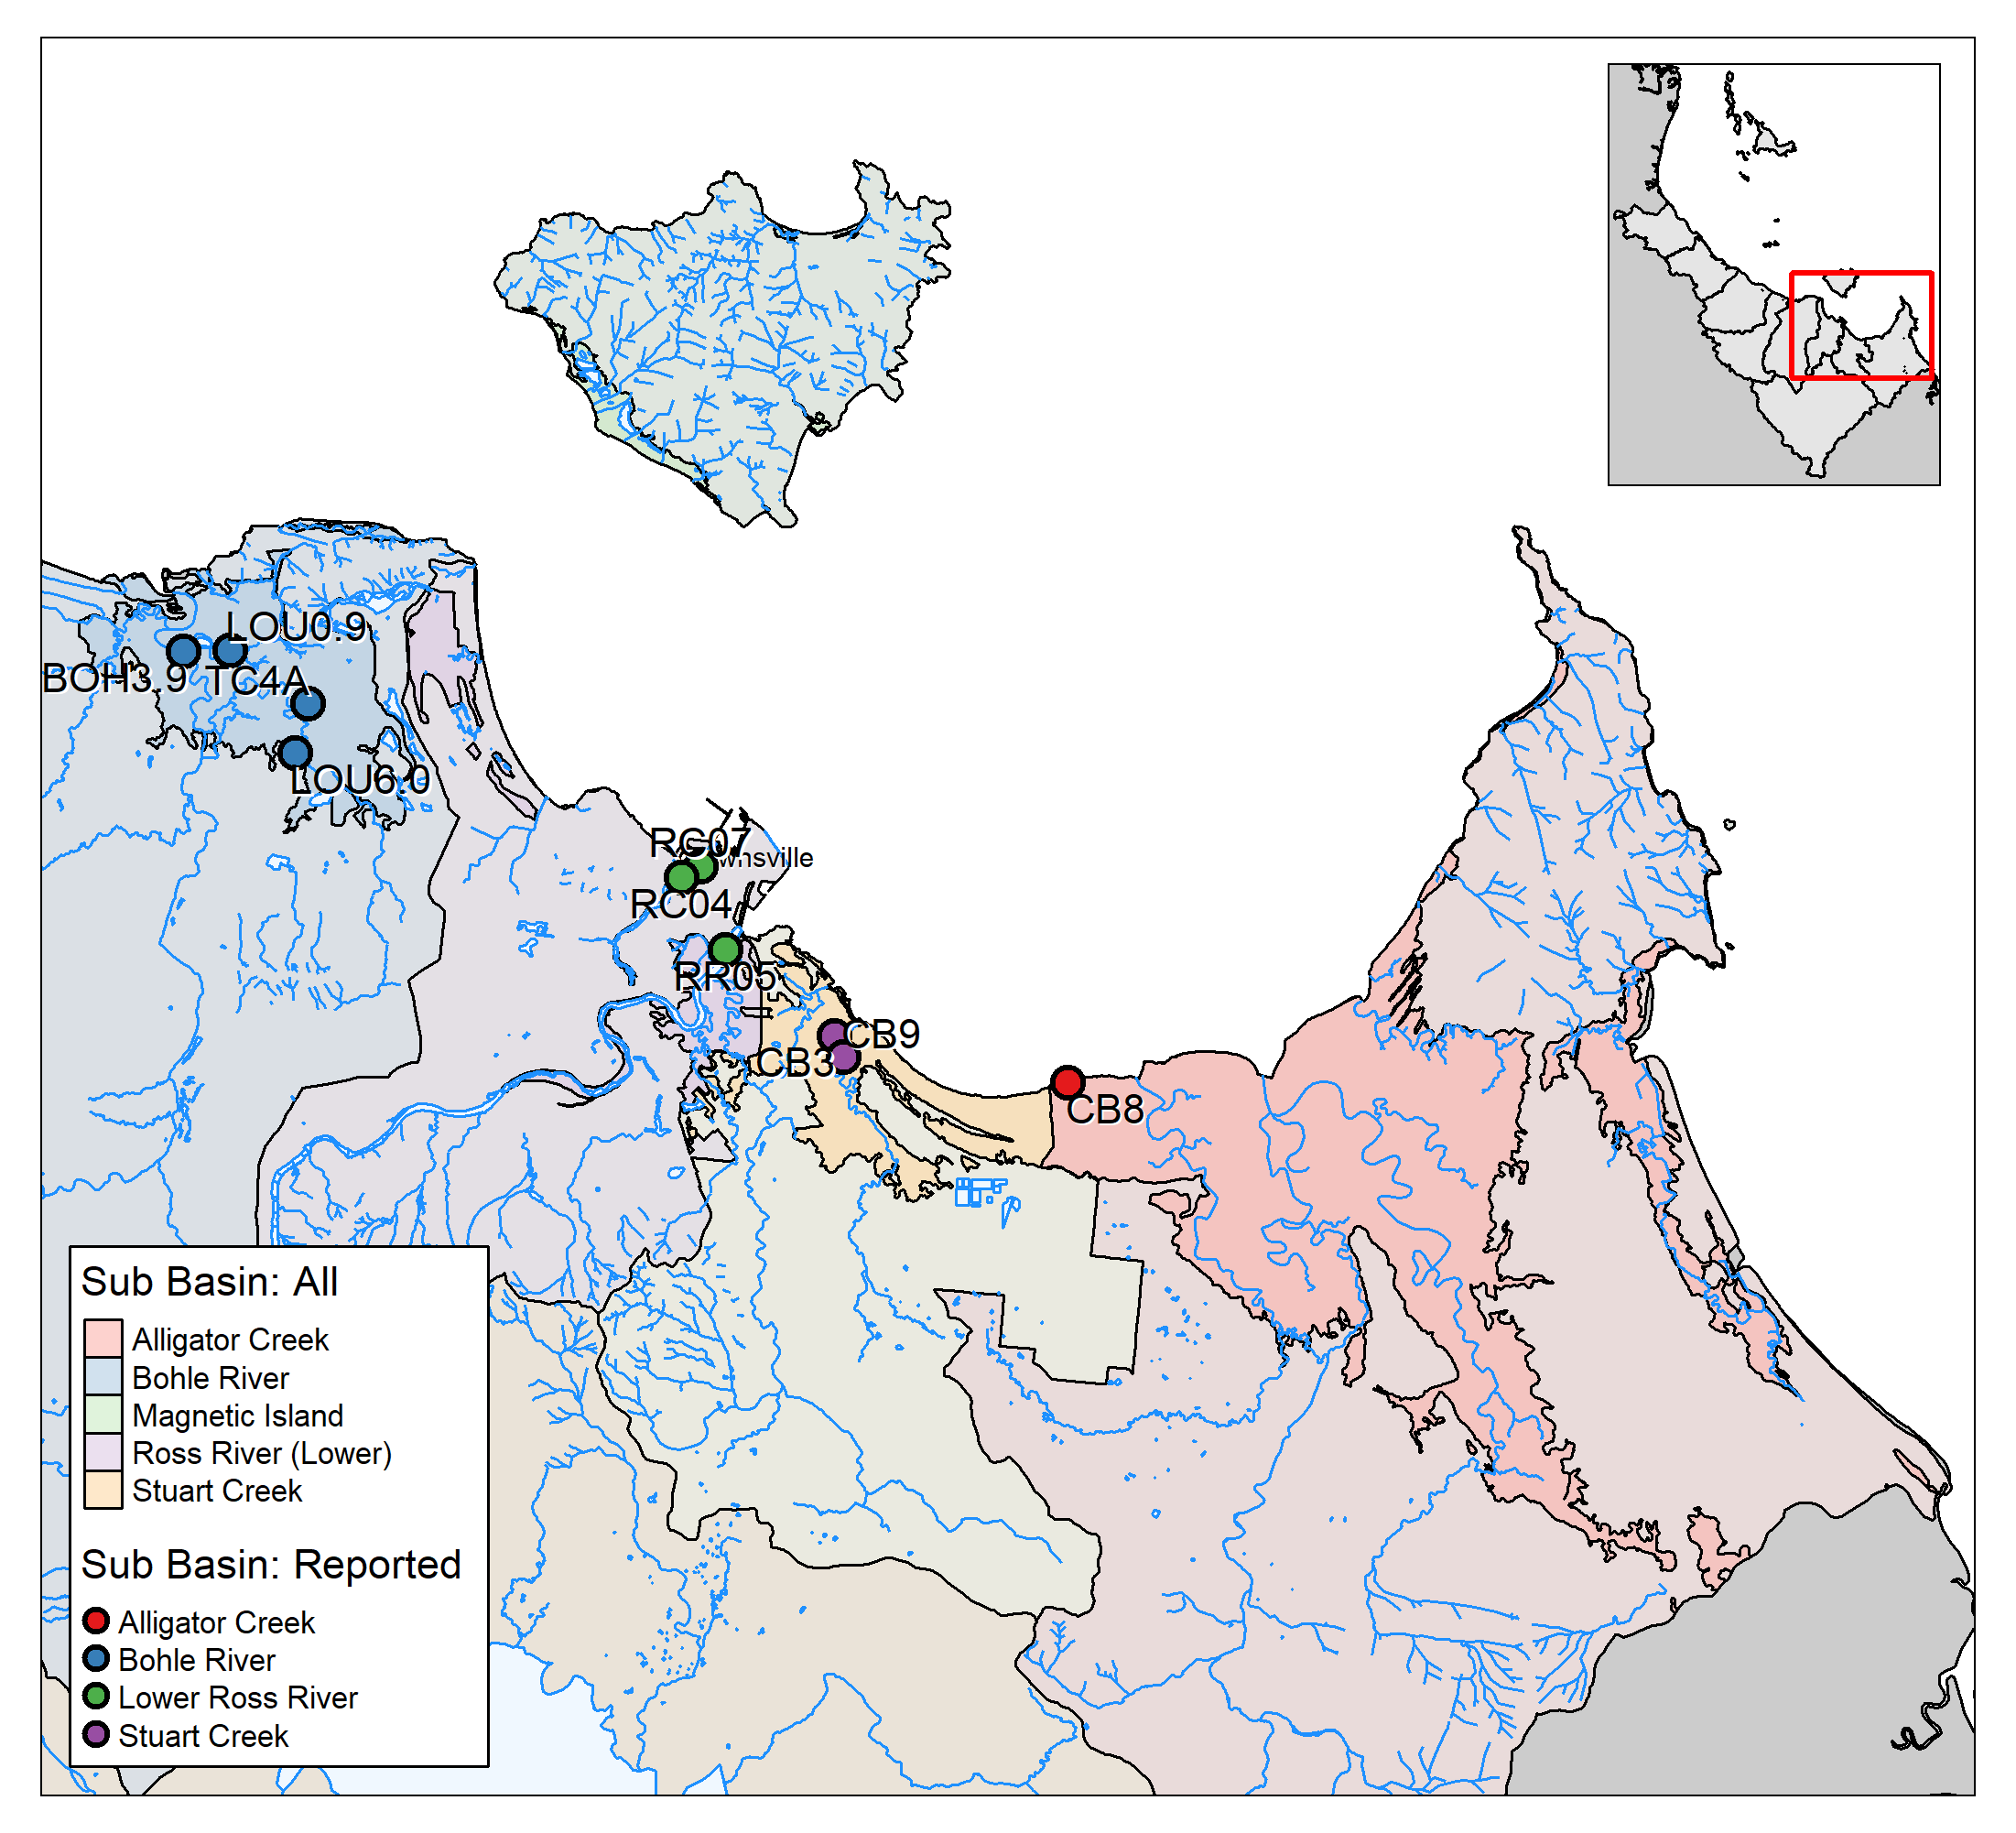 LOU0.9
BOH3.9
TC4A
LOU6.0
RC07
wnsville
RC04
RR05
CB9
CB3
CB8
Sub Basin: All
Alligator Creek
Bohle River
Magnetic Island
Ross River (Lower)
Stuart Creek
Sub Basin: Reported
Alligator Creek
Bohle River
Lower Ross River
Stuart Creek